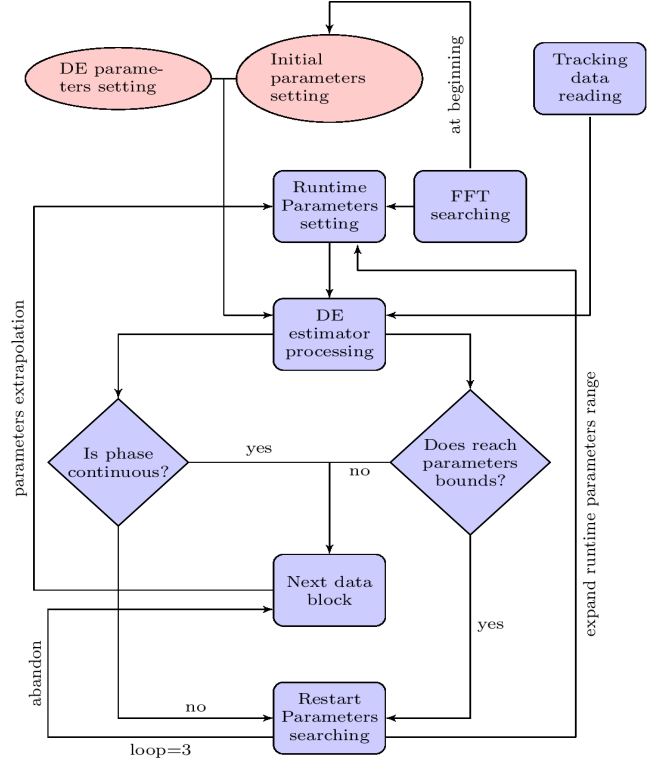 DE parame-
ters setting
Initial
parameters
setting
at beginning
Tracking
data
reading
Runtime
Parameters
setting
FFT
searching
DE
estimator
processing
parameters extrapolation
Is phase
continuous?
yes
no
Does reach
parameters
bounds?
expand runtime parameters range
Next data
block
yes
abandon
no
Restart
Parameters
searching
loop=3